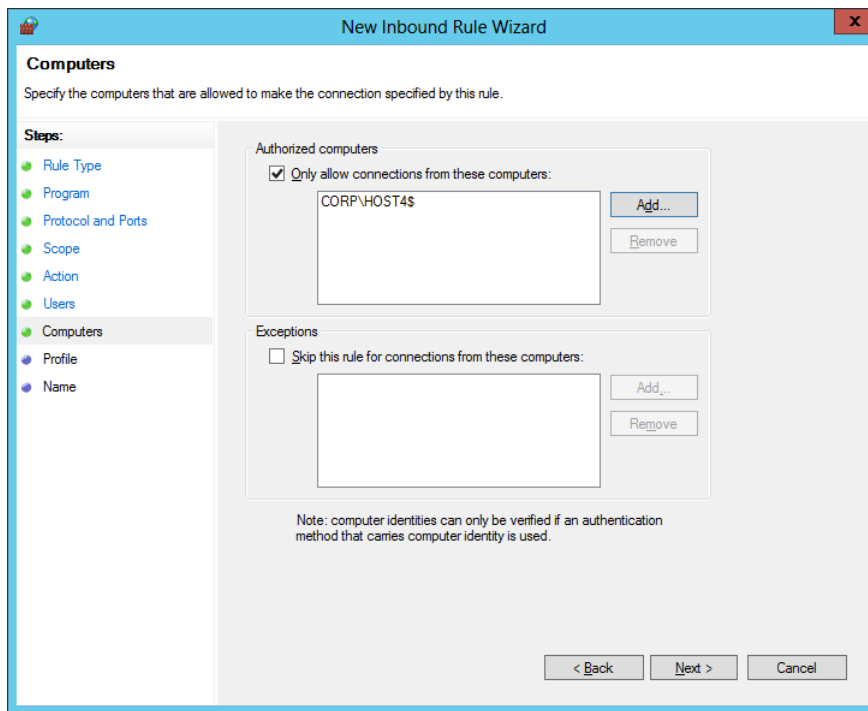 New Inbound Rule Wizard
x
Computers
Specify the computers that are allowed to make the connection specified by this rule.
Steps:
Rule Type
Program
Protocol and Ports
Scope
Action
Users
Computers
Profile
Name
Authorized computers
Only allow connections from these computers:
CORP\HOST4$
Add...
Remove
Exceptions
Skip this rule for connections from these computers:
Add...
Remove
Note: computer identities can only be verified if an authentication
method that carries computer identity is used.
< Back
Next >
Cancel